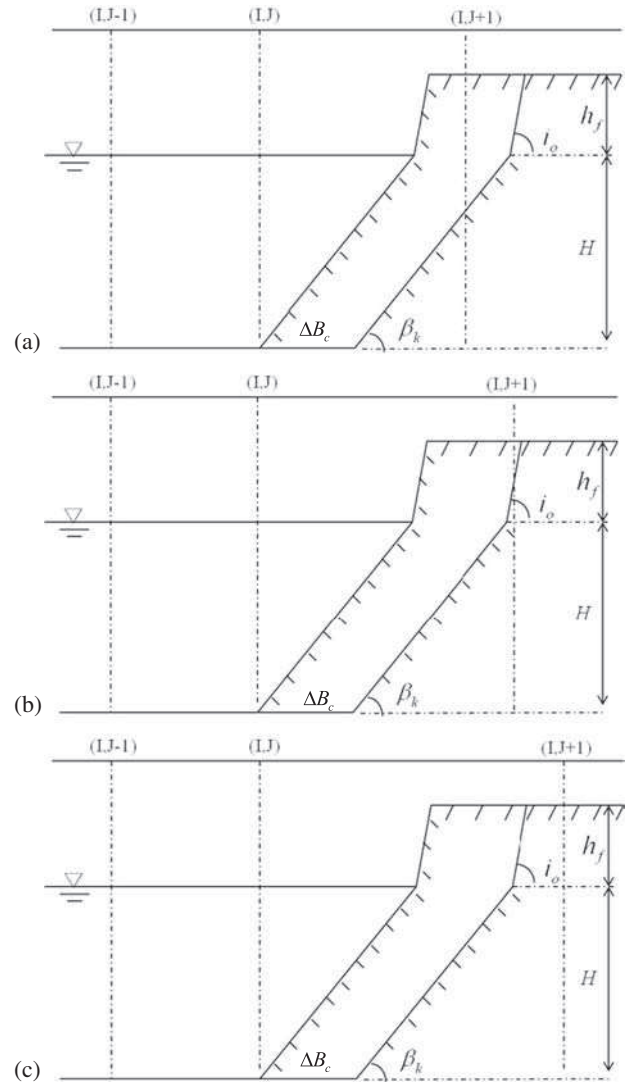 (I,J-1) (I,J) (I,J+1)
h_f
i_o
H
ΔB_c β_k
(a)
(I,J-1) (I,J) (I,J+1)
h_f
i_o
H
ΔB_c β_k
(b)
(I,J-1) (I,J) (I,J+1)
h_f
i_o
H
ΔB_c β_k
(c)